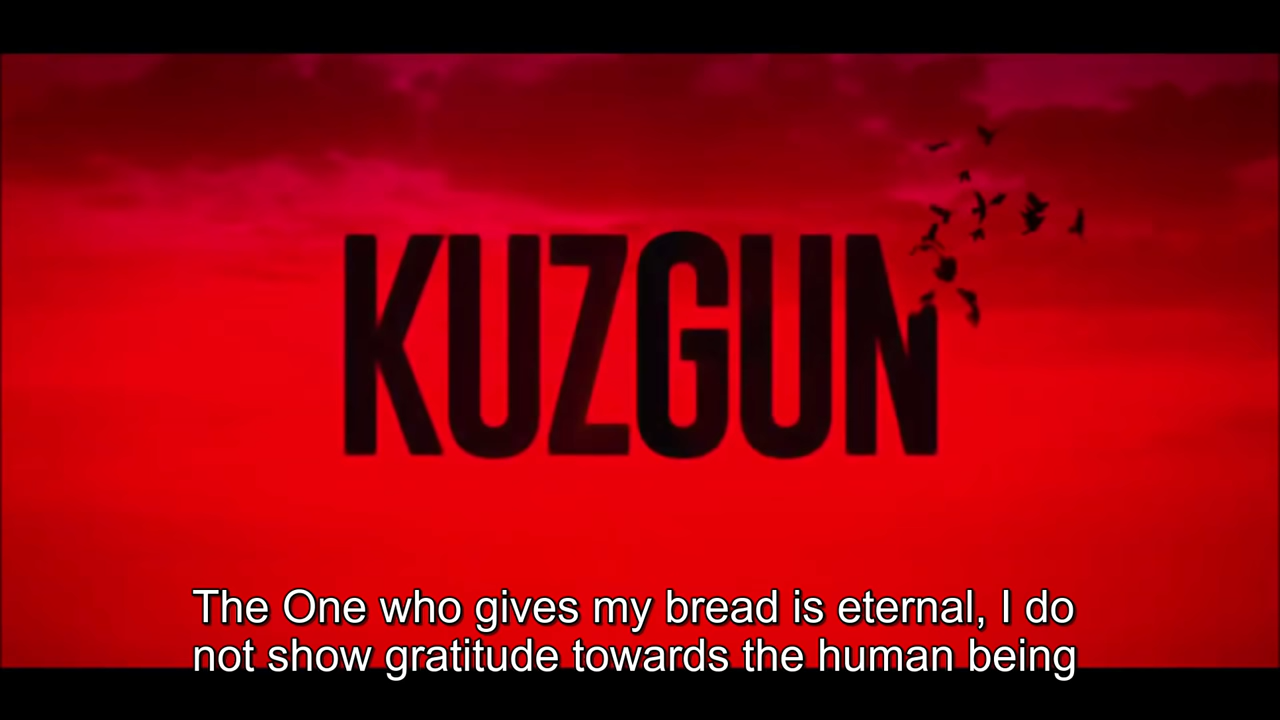 KUZGUN
The One who gives my bread is eternal, I do
not show gratitude towards the human being